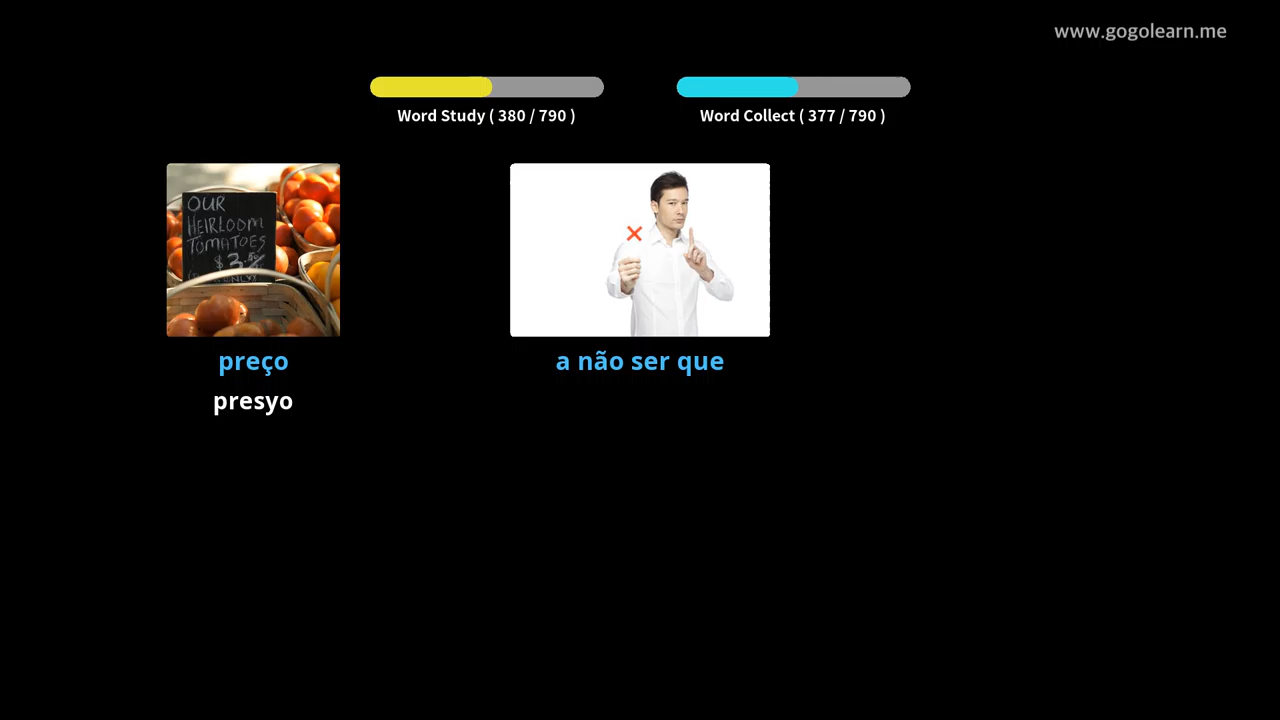 www.gogolearn.me
Word Study ( 380 / 790 )
Word Collect ( 377 / 790 )
OUR
HEIRLOOM
TOMATOES
preço
a não ser que
presyo